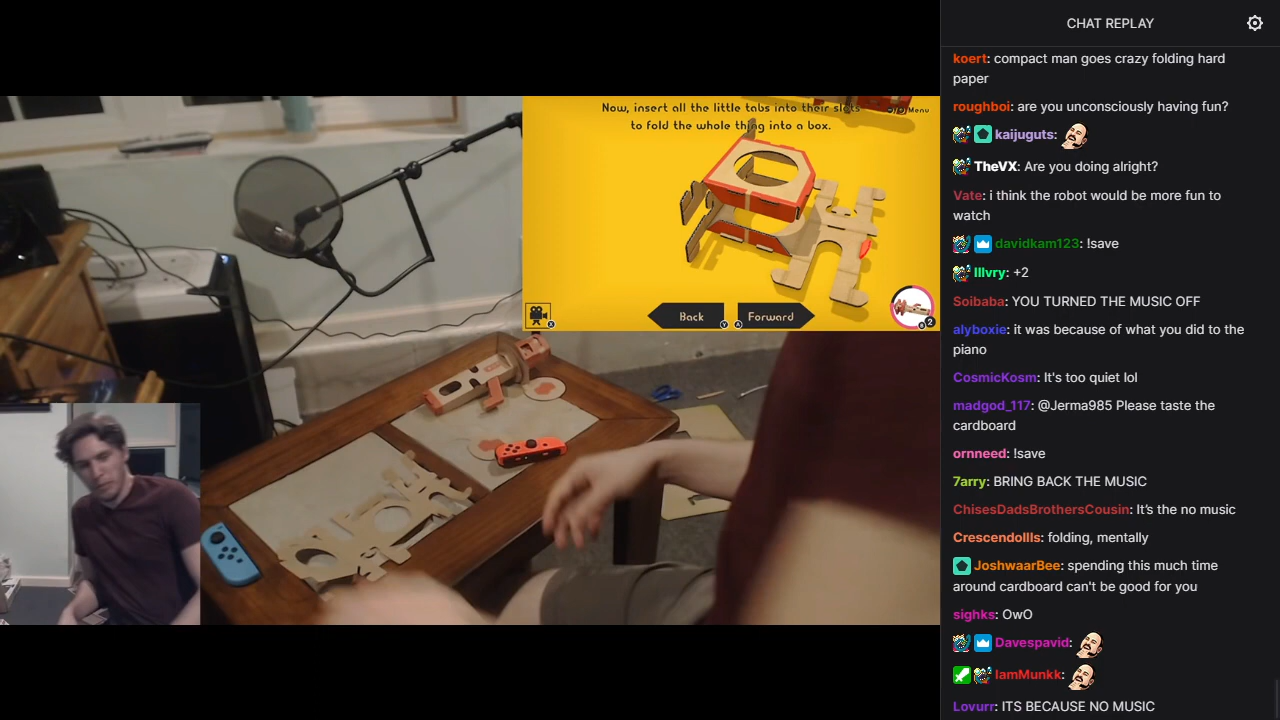 CHAT REPLAY
koert: compact man goes crazy folding hard
paper
roughboi: are you unconsciously having fun?
kaijuguts:
TheVX: Are you doing alright?
Vate: i think the robot would be more fun to
watch
davidkam123: !save
Illvry: +2
Soibaba: YOU TURNED THE MUSIC OFF
alyboxie: it was because of what you did to the
piano
CosmicKosm: It's too quiet lol
madgod_117: @Jerma985 Please taste the
cardboard
ornneed: !save
7arry: BRING BACK THE MUSIC
ChisesDadsBrothersCousin: It's the no music
Crescendollls: folding, mentally
JoshwaarBee: spending this much time
around cardboard can't be good for you
sighks: OwO
Davespavid:
IamMunkk:
Lovurr: ITS BECAUSE NO MUSIC
Now, insert all the little tabs into their slots
to fold the whole thing into a box.
Menu
Back
Y
Forward
A
X
2